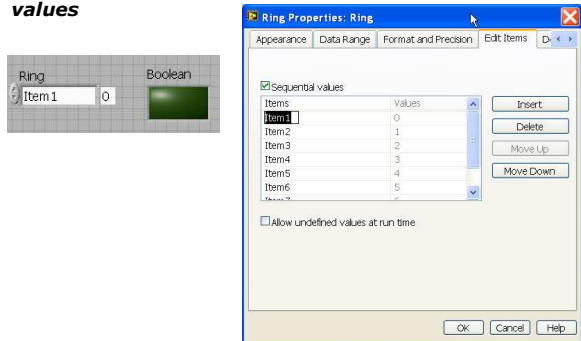 values
Ring
Boolean
Item1 0
Ring Properties: Ring
Appearance Data Range Format and Precision Edit Items
Sequential values
Items Values
Item1 0
Item2 1
Item3 2
Item4 3
Item5 4
Item6 5
Insert
Delete
Move Up
Move Down
Allow undefined values at run time
OK Cancel Help